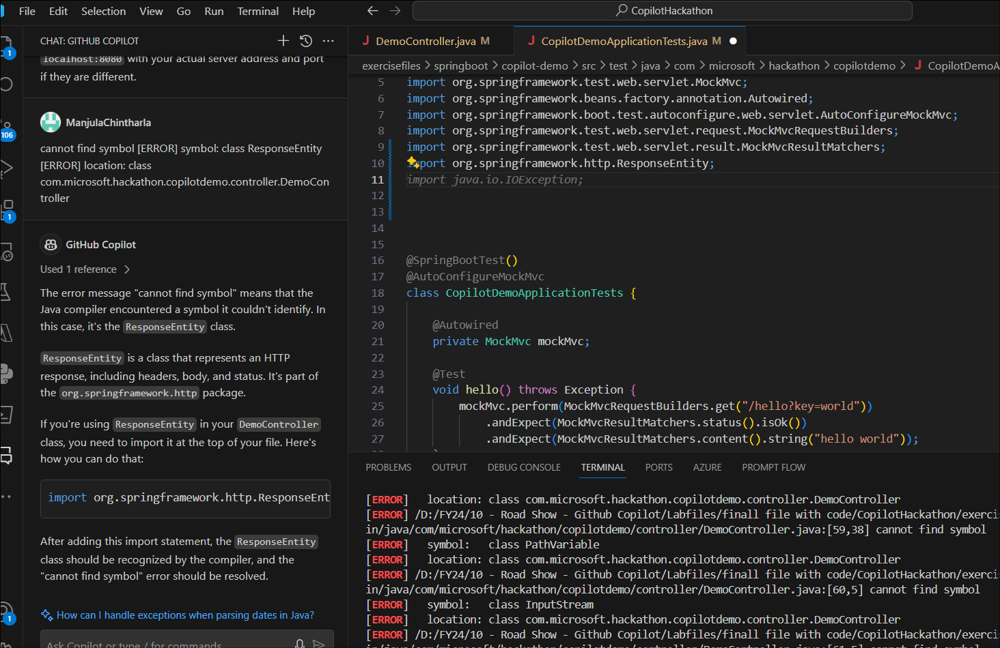 File Edit Selection View Go Run Terminal Help
CopilotHackathon
CHAT: GITHUB COPILOT
localhost:8080 with your actual server address and port
if they are different.
ManjulaChintharla
cannot find symbol [ERROR] symbol: class ResponseEntity
[ERROR] location: class
com.microsoft.hackathon.copilotdemo.controller.DemoCon
troller
GitHub Copilot
Used 1 reference
The error message "cannot find symbol" means that the
Java compiler encountered a symbol it couldn't identify. In
this case, it's the ResponseEntity class.
ResponseEntity is a class that represents an HTTP
response, including headers, body, and status. It's part of
the org.springframework.http package.
If you're using ResponseEntity in your DemoController
class, you need to import it at the top of your file. Here's
how you can do that:
import org.springframework.http.ResponseEnt
After adding this import statement, the ResponseEntity
class should be recognized by the compiler, and the
"cannot find symbol" error should be resolved.
How can I handle exceptions when parsing dates in Java?
Ask Copilot or type / for commands
1
106
1
1
J DemoController.java M
J CopilotDemoApplicationTests.java M
exercisefiles > springboot > copilot-demo > src > test > java > com > microsoft > hackathon > copilotdemo > J CopilotDemoA
5 import org.springframework.test.web.servlet.MockMvc;
6 import org.springframework.beans.factory.annotation.Autowired;
7 import org.springframework.boot.test.autoconfigure.web.servlet.AutoConfigureMockMvc;
8 import org.springframework.test.web.servlet.request.MockMvcRequestBuilders;
9 import org.springframework.test.web.servlet.result.MockMvcResultMatchers;
10 import org.springframework.http.ResponseEntity;
11 import java.io.IOException;
12
13
14
15
16 @SpringBootTest()
17 @AutoConfigureMockMvc
18 class CopilotDemoApplicationTests {
19
20 @Autowired
21 private MockMvc mockMvc;
22
23 @Test
24 void hello() throws Exception {
25 mockMvc.perform(MockMvcRequestBuilders.get("/hello?key=world"))
26 .andExpect(MockMvcResultMatchers.status().isOk())
27 .andExpect(MockMvcResultMatchers.content().string("hello world"));
PROBLEMS OUTPUT DEBUG CONSOLE TERMINAL PORTS AZURE PROMPT FLOW
[ERROR] location: class com.microsoft.hackathon.copilotdemo.controller.DemoController
[ERROR] /D:/FY24/10 - Road Show - Github Copilot/Labfiles/finall file with code/CopilotHackathon/exerci
in/java/com/microsoft/hackathon/copilotdemo/controller/DemoController.java:[59,38] cannot find symbol
[ERROR] symbol: class PathVariable
[ERROR] location: class com.microsoft.hackathon.copilotdemo.controller.DemoController
[ERROR] /D:/FY24/10 - Road Show - Github Copilot/Labfiles/finall file with code/CopilotHackathon/exerci
in/java/com/microsoft/hackathon/copilotdemo/controller/DemoController.java:[60,5] cannot find symbol
[ERROR] symbol: class InputStream
[ERROR] location: class com.microsoft.hackathon.copilotdemo.controller.DemoController
[ERROR] /D:/FY24/10 - Road Show - Github Copilot/Labfiles/finall file with code/CopilotHackathon/exerci